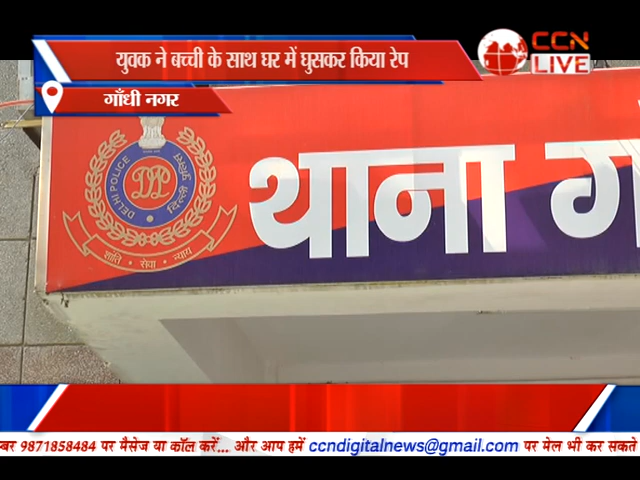 युवक ने बच्ची के साथ घर में घुसकर किया रेप
CCN
LIVE
गाँधी नगर
DELHI POLICE
दिल्ली पुलिस
DP
शांति • सेवा • न्याय
थाना
म्बर 9871858484 पर मैसेज या कॉल करें... और आप हमें ccndigitalnews@gmail.com पर मेल भी कर सकते